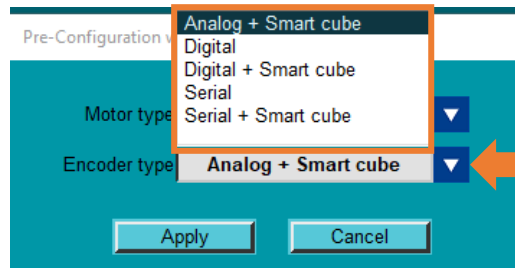 Pre-Configuration
Analog + Smart cube
Digital
Digital + Smart cube
Serial
Serial + Smart cube
Motor type
Encoder type
Analog + Smart cube
Apply
Cancel